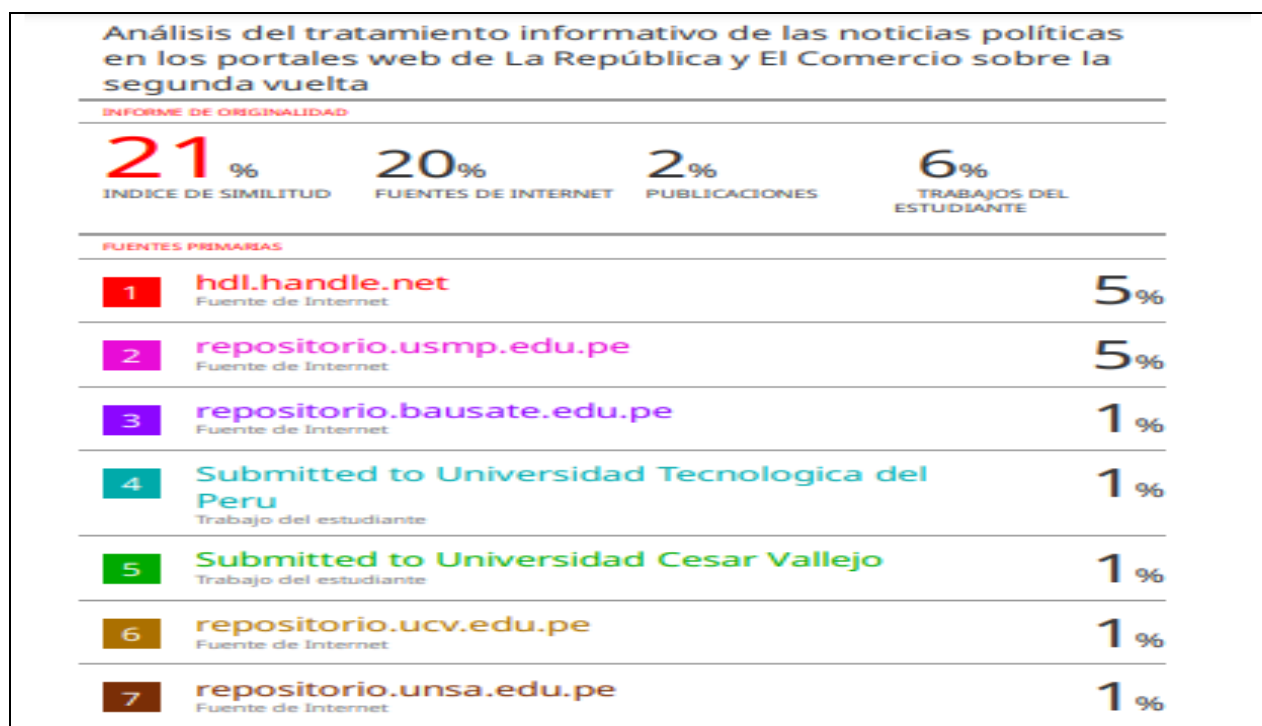 Análisis del tratamiento informativo de las noticias políticas
en los portales web de La República y El Comercio sobre la
segunda vuelta
INFORME DE ORIGINALIDAD
21 % 20% 2% 6%
INDICE DE SIMILITUD FUENTES DE INTERNET PUBLICACIONES TRABAJOS DEL
ESTUDIANTE
FUENTES PRIMARIAS
1 hdl.handle.net 5%
Fuente de Internet
2 repositorio.usmp.edu.pe 5%
Fuente de Internet
3 repositorio.bausate.edu.pe 1%
Fuente de Internet
4 Submitted to Universidad Tecnologica del 1%
Peru
Trabajo del estudiante
5 Submitted to Universidad Cesar Vallejo 1%
Trabajo del estudiante
6 repositorio.ucv.edu.pe 1%
Fuente de Internet
7 repositorio.unsa.edu.pe 1%
Fuente de Internet